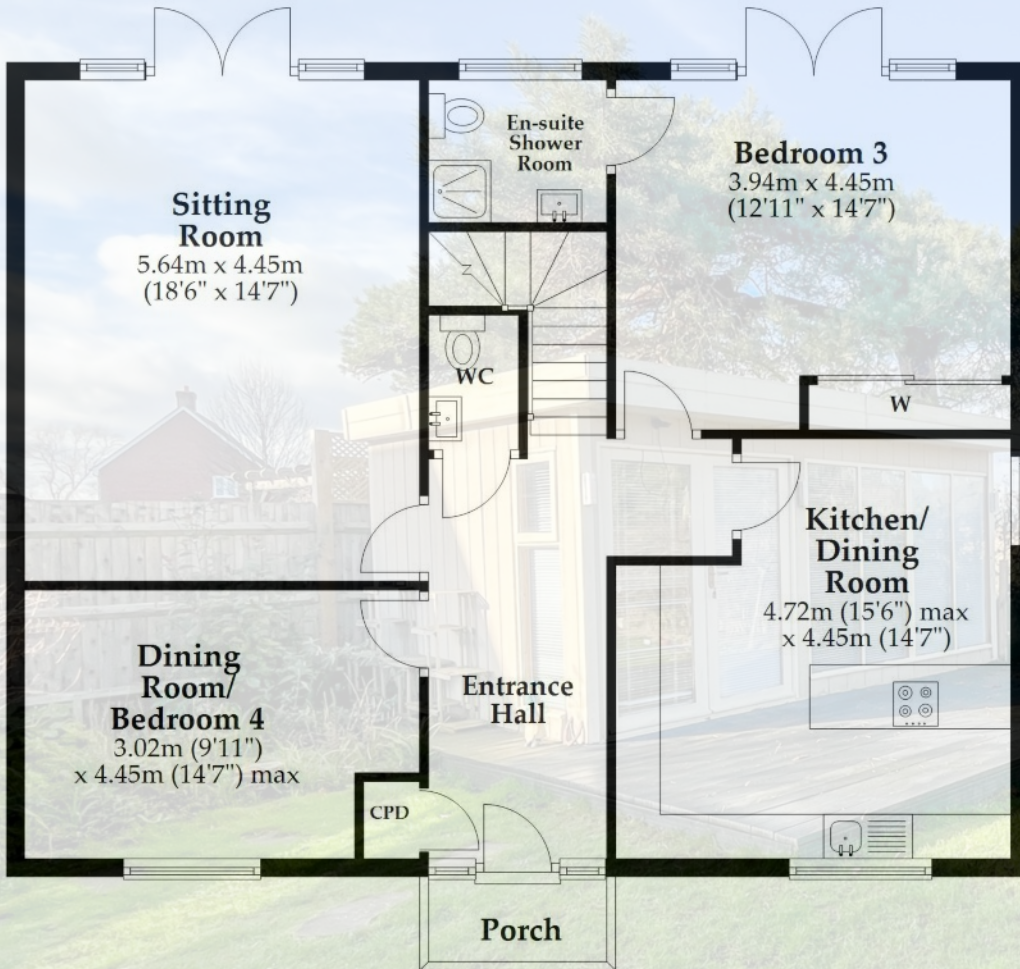 En-suite
Shower
Room
Bedroom 3
3.94m x 4.45m
(12'11" x 14'7")
Sitting
Room
5.64m x 4.45m
(18'6" x 14'7")
WC
W
Kitchen/
Dining
Room
4.72m (15'6") max
x 4.45m (14'7")
Dining
Room/
Bedroom 4
3.02m (9'11")
x 4.45m (14'7") max
Entrance
Hall
CPD
Porch